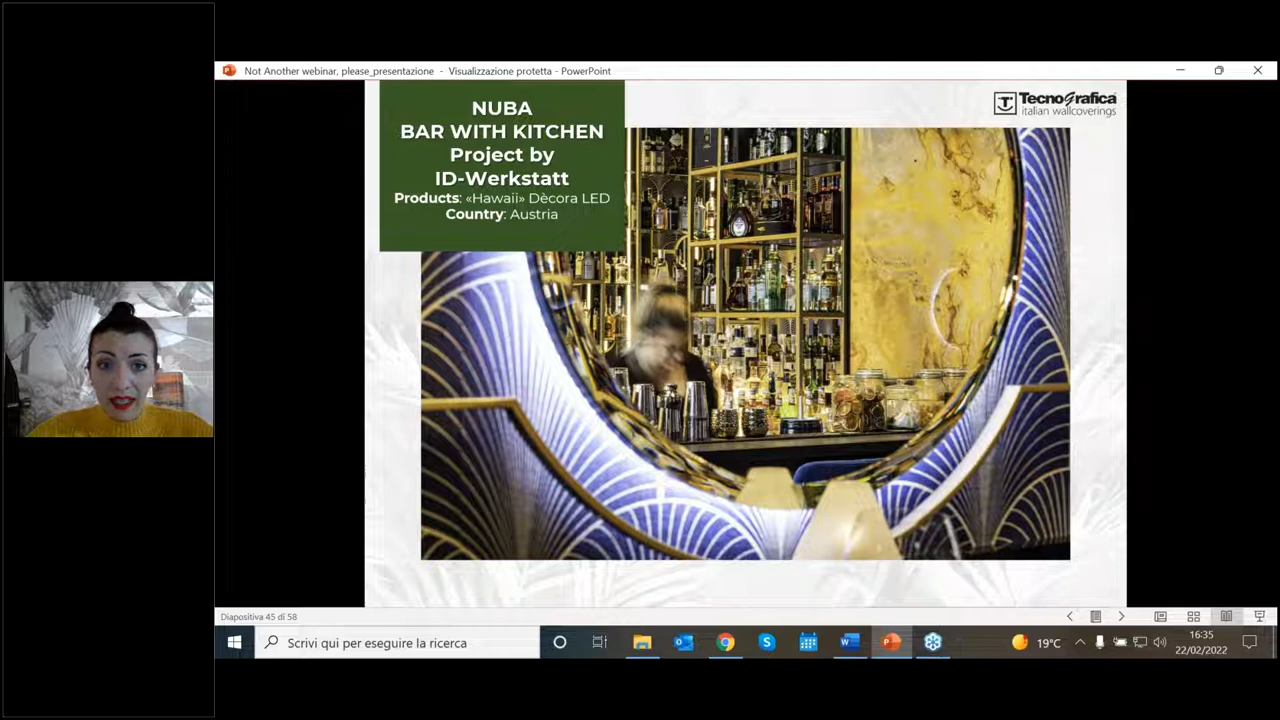 Not Another webinar, please_presentazione - Visualizzazione protetta - PowerPoint
NUBA
BAR WITH KITCHEN
Project by
ID-Werkstatt
Products: «Hawaii» Dècora LED
Country: Austria
T
Tecnografica
italian wallcoverings
Diapositiva 45 di 58
Scrivi qui per eseguire la ricerca
19°C
16:35
22/02/2022